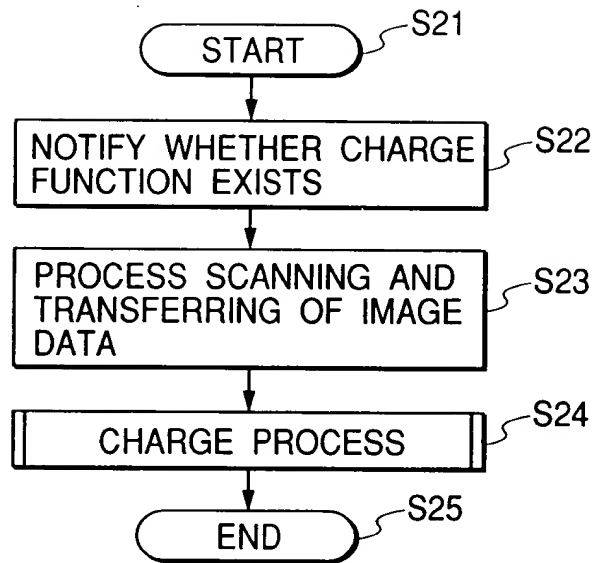 START
S21
NOTIFY WHETHER CHARGE
FUNCTION EXISTS
S22
PROCESS SCANNING AND
TRANSFERRING OF IMAGE
DATA
S23
CHARGE PROCESS
S24
END
S25